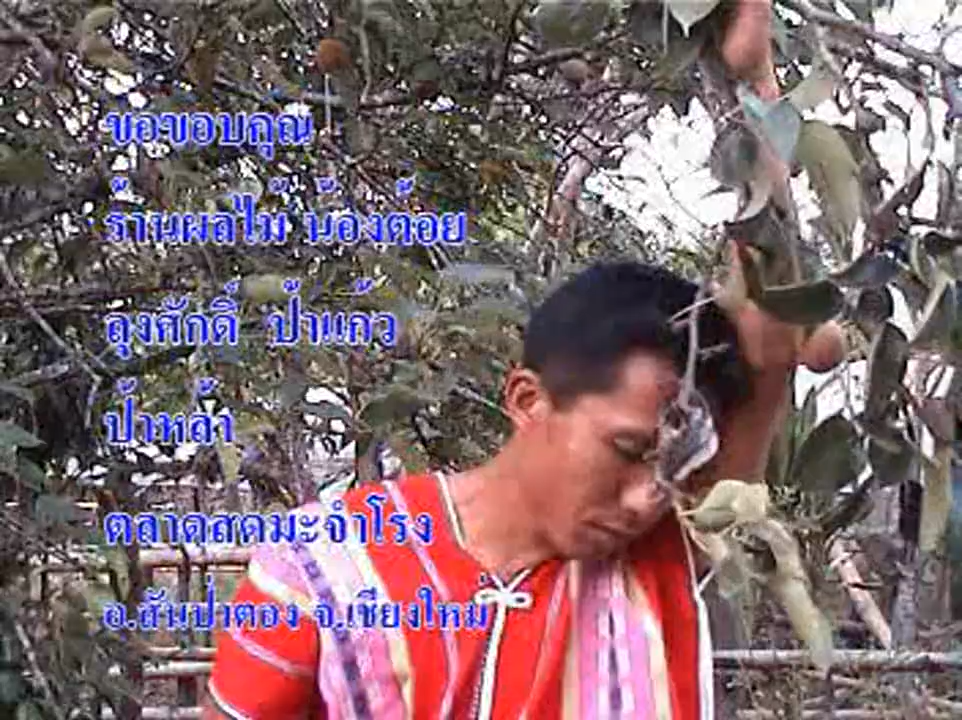 ขอขอบคุณ
ร้านผลไม้ น้องต้อย
ลุงศักดิ์ ป้าแก้ว
ป้าหล้า
ตลาดสดมะจำโรง
อ.สันป่าตอง จ.เชียงใหม่